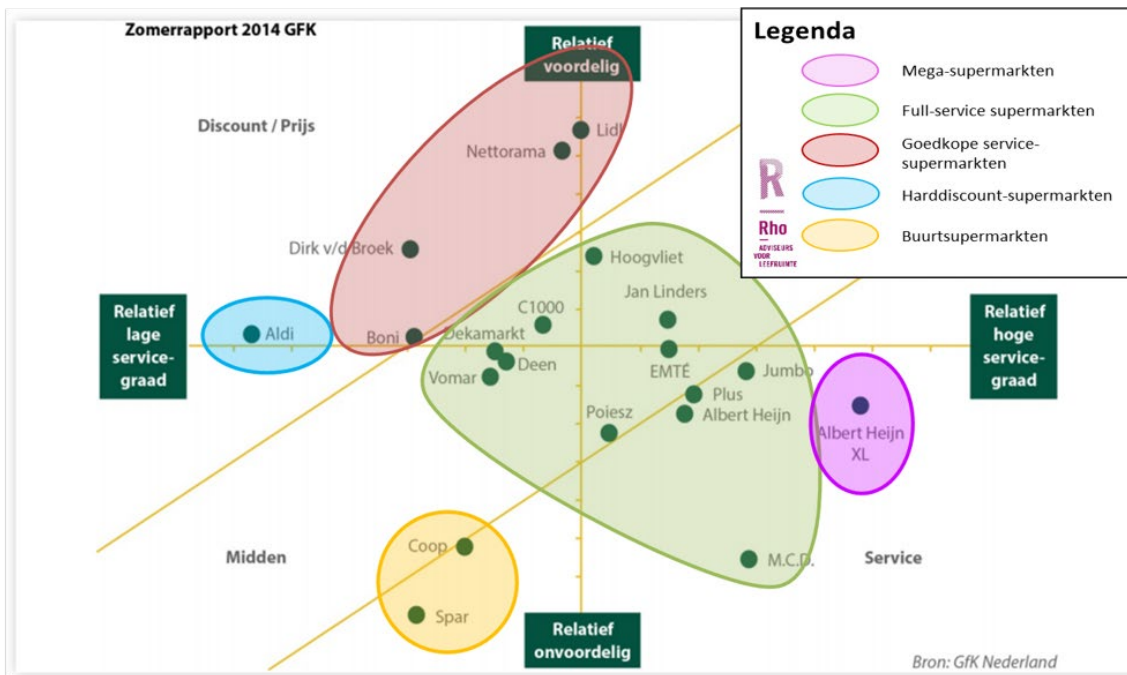 Zomerrapport 2014 GFK
Relatief
voordelig
Legenda
Mega-supermarkten
Full-service supermarkten
Goedkope service-
supermarkten
Harddiscount-supermarkten
Buurtsupermarkten
R
Rho
ADVISEURS
VOOR
LEEFRUIMTE
Discount / Prijs
Lidl
Nettorama
Dirk v/d Broek
Hoogvliet
Jan Linders
C1000
Relatief
lage
service-
graad
Aldi
Boni
Dekamarkt
Deen
Vomar
EMTÉ
Jumbo
Plus
Albert Heijn
Poiesz
Relatief
hoge
service-
graad
Albert Heijn
XL
Midden
Coop
Spar
M.C.D.
Service
Relatief
onvoordelig
Bron: GfK Nederland